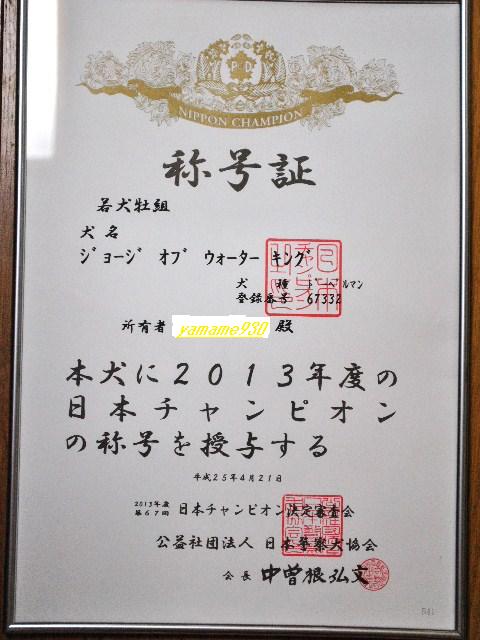 P D
NIPPON CHAMPION
称号証
若犬牡組
犬名
ジョージ オブ ウォーター キング
犬種 ドーベルマン
登録番号 67332
所有者 yamame930 殿
本犬に2013年度の
日本チャンピオン
の称号を授与する
平成25年4月21日
2013年度
第67回 日本チャンピオン決定審査会
公益社団法人 日本警察犬協会
会長 中曽根弘文